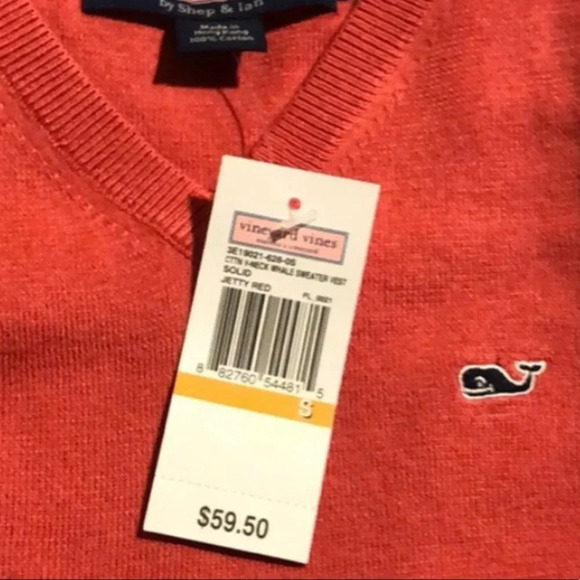 by Shep & Ian
Made in
Hong Kong
100% Cotton
vineyard vines
3E19021-628-0S
CTTN V-NECK WHALE SWEATER VEST
SOLID
JETTY RED
PL_0021
8 82760 54481 5
S
$59.50